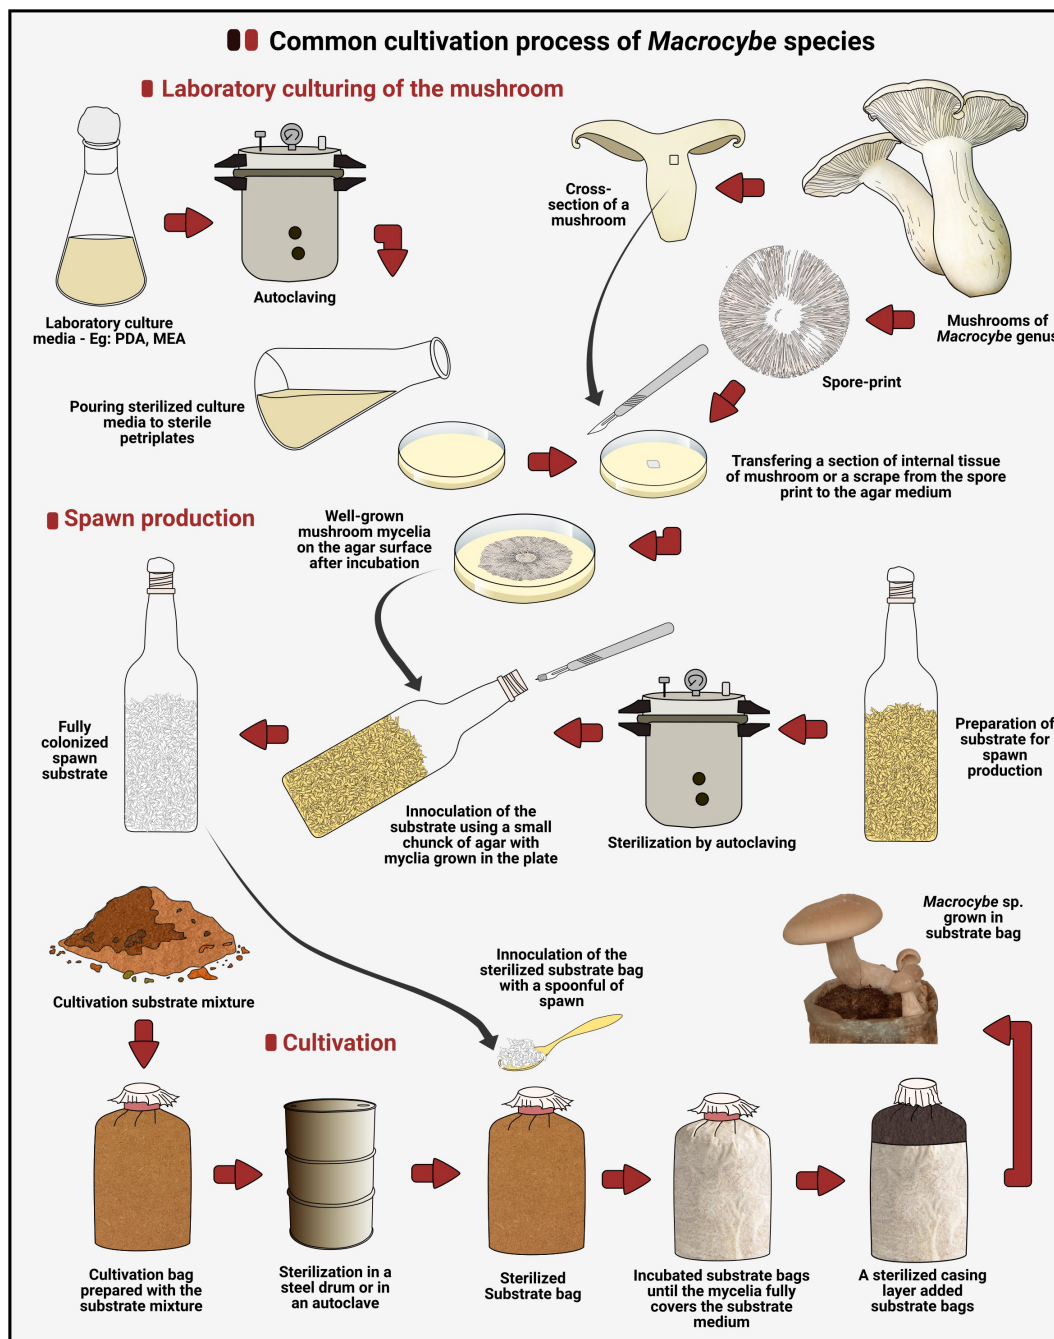 Common cultivation process of Macrocybe species
Laboratory culturing of the mushroom
Laboratory culture
media - Eg: PDA, MEA
Autoclaving
Cross-
section of a
mushroom
Mushrooms of
Macrocybe genus
Spore-print
Pouring sterilized culture
media to sterile
petriplates
Transfering a section of internal tissue
of mushroom or a scrape from the spore
print to the agar medium
Spawn production
Well-grown
mushroom mycelia
on the agar surface
after incubation
Fully
colonized
spawn
substrate
Innoculation of the
substrate using a small
chunck of agar with
myclia grown in the plate
Sterilization by autoclaving
Preparation of
substrate for
spawn
production
Cultivation substrate mixture
Inoculation of the
sterilized substrate bag
with a spoonful of
spawn
Macrocybe sp.
grown in
substrate bag
Cultivation
Cultivation bag
prepared with the
substrate mixture
Sterilization in a
steel drum or in
an autoclave
Sterilized
Substrate bag
Incubated substrate bags
until the mycelia fully
covers the substrate
medium
A sterilized casing
layer added
substrate bags